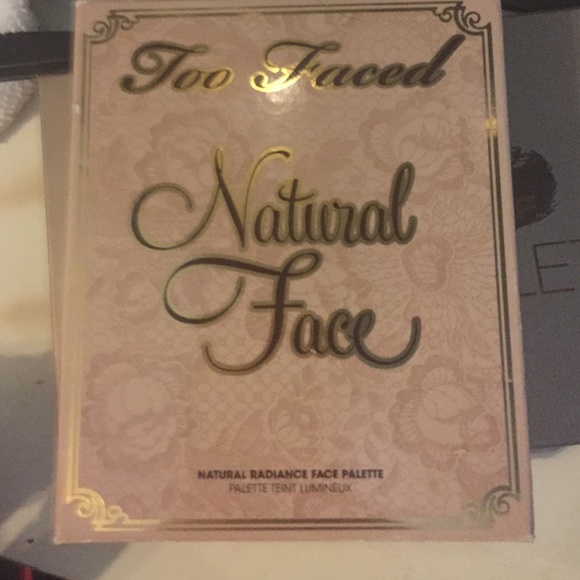 Too Faced
Natural
Face
NATURAL RADIANCE FACE PALETTE
PALETTE TEINT LUMINEUX